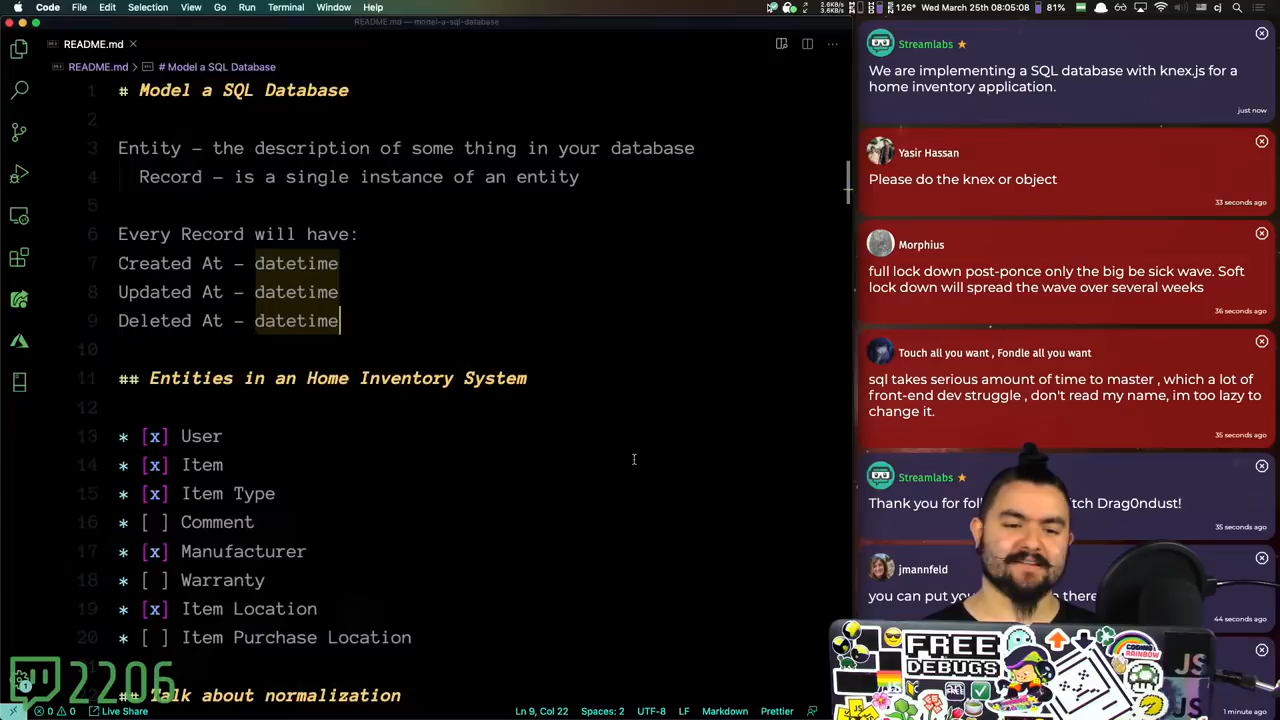 Code File Edit Selection View Go Run Terminal Window Help
126° Wed March 25th 08:05:08 81% cj
README.md — model-a-sql-database
README.md
README.md > # Model a SQL Database
1 # Model a SQL Database
2
3 Entity - the description of some thing in your database
4 Record - is a single instance of an entity
5
6 Every Record will have:
7 Created At - datetime
8 Updated At - datetime
9 Deleted At - datetime
10
11 ## Entities in an Home Inventory System
12
13 * [x] User
14 * [x] Item
15 * [x] Item Type
16 * [ ] Comment
17 * [x] Manufacturer
18 * [ ] Warranty
19 * [x] Item Location
20 * [ ] Item Purchase Location
## Talk about normalization
2206
0 0 Live Share
Ln 9, Col 22 Spaces: 2 UTF-8 LF Markdown Prettier
Streamlabs
We are implementing a SQL database with knex.js for a
home inventory application.
just now
Yasir Hassan
Please do the knex or object
33 seconds ago
Morphius
full lock down post-ponce only the big be sick wave. Soft
lock down will spread the wave over several weeks
36 seconds ago
Touch all you want , Fondle all you want
sql takes serious amount of time to master , which a lot of
front-end dev struggle , don't read my name, im too lazy to
change it.
35 seconds ago
Streamlabs
Thank you for Drag0ndust!
35 seconds ago
jmannfeld
you can put there
44 seconds ago
1 minute ago
FREE
DEBUGS
CODING
RAINBOW
JS
JS